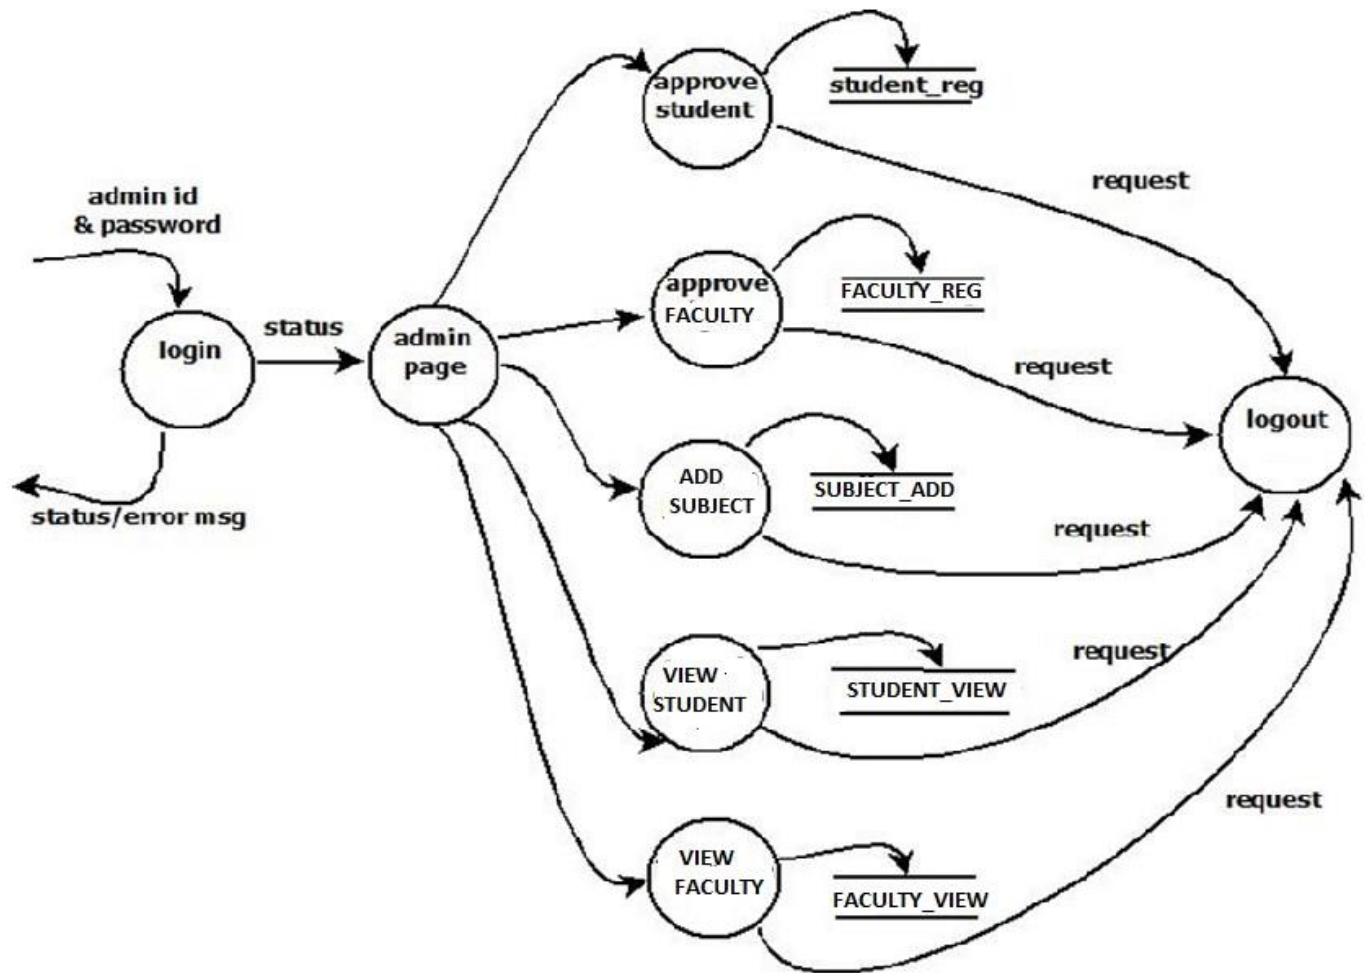 approve
student
student_reg
request
admin id
& password
approve
FACULTY
FACULTY_REG
status
login
admin
page
request
logout
ADD
SUBJECT
SUBJECT_ADD
status/error msg
request
VIEW
STUDENT
STUDENT_VIEW
request
request
VIEW
FACULTY
FACULTY_VIEW